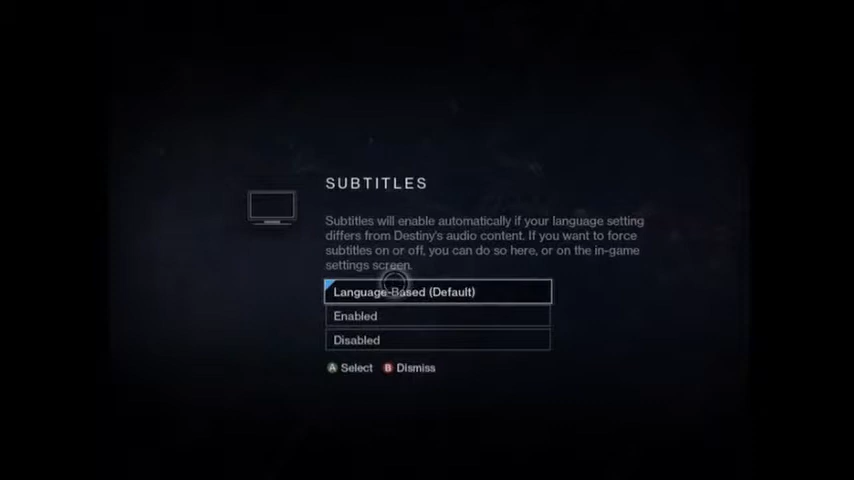 SUBTITLES
Subtitles will enable automatically if your language setting
differs from Destiny's audio content. If you want to force
subtitles on or off, you can do so here, or on the in-game
settings screen.
Language-Based (Default)
Enabled
Disabled
A Select B Dismiss